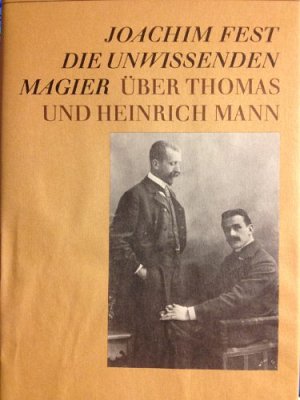 JOACHIM FEST
DIE UNWISSENDEN
MAGIER ÜBER THOMAS
UND HEINRICH MANN